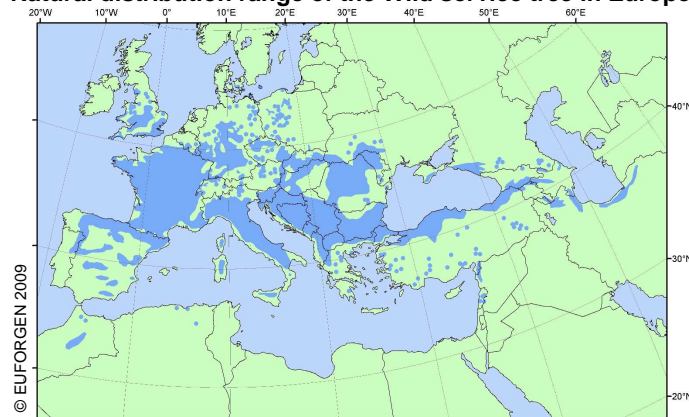 Natural distribution range of the Wild service tree in Europe
20°W 10°W 0° 10°E 20°E 30°E 40°E 50°E 60°E
40°N
30°N
20°N
© EUFORGEN 2009